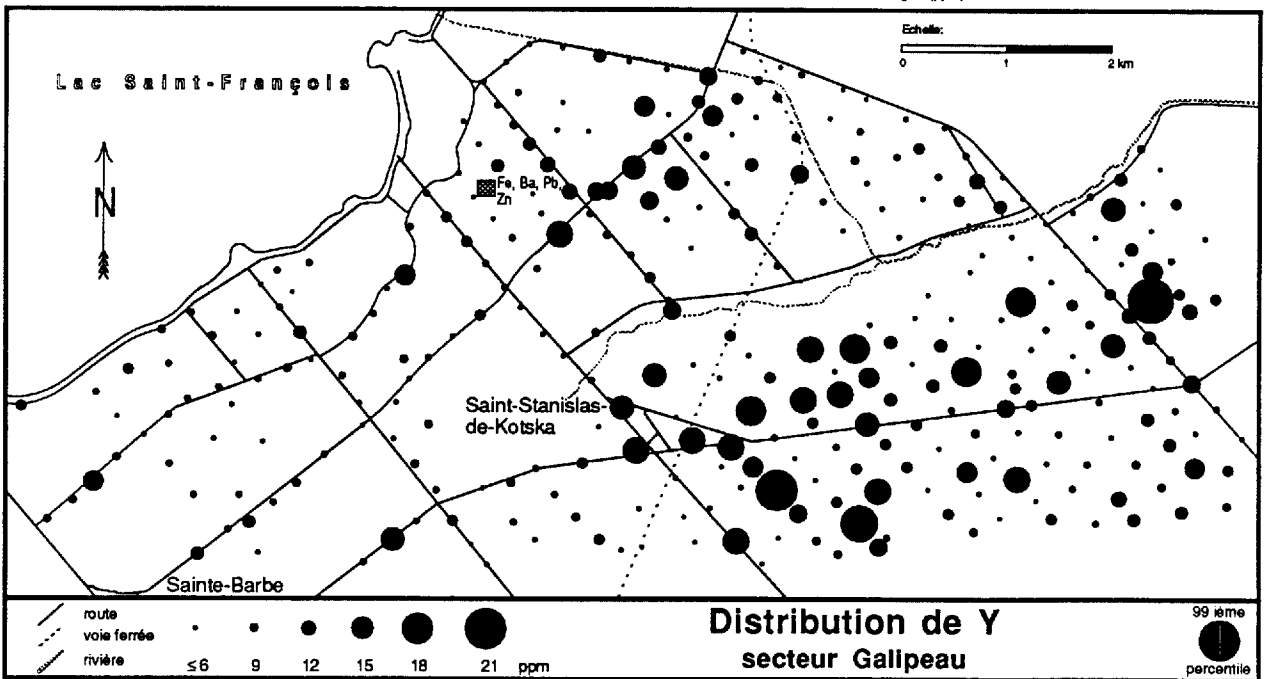 Echelle:
0 1 2 km
Lac Saint-François
N
Fe, Ba, Pb,
Zn
Saint-Stanislas-
de-Kotska
Sainte-Barbe
route
voie ferrée
rivière
≤6 9 12 15 18 21 ppm
Distribution de Y
secteur Galipeau
99 ième
percentile